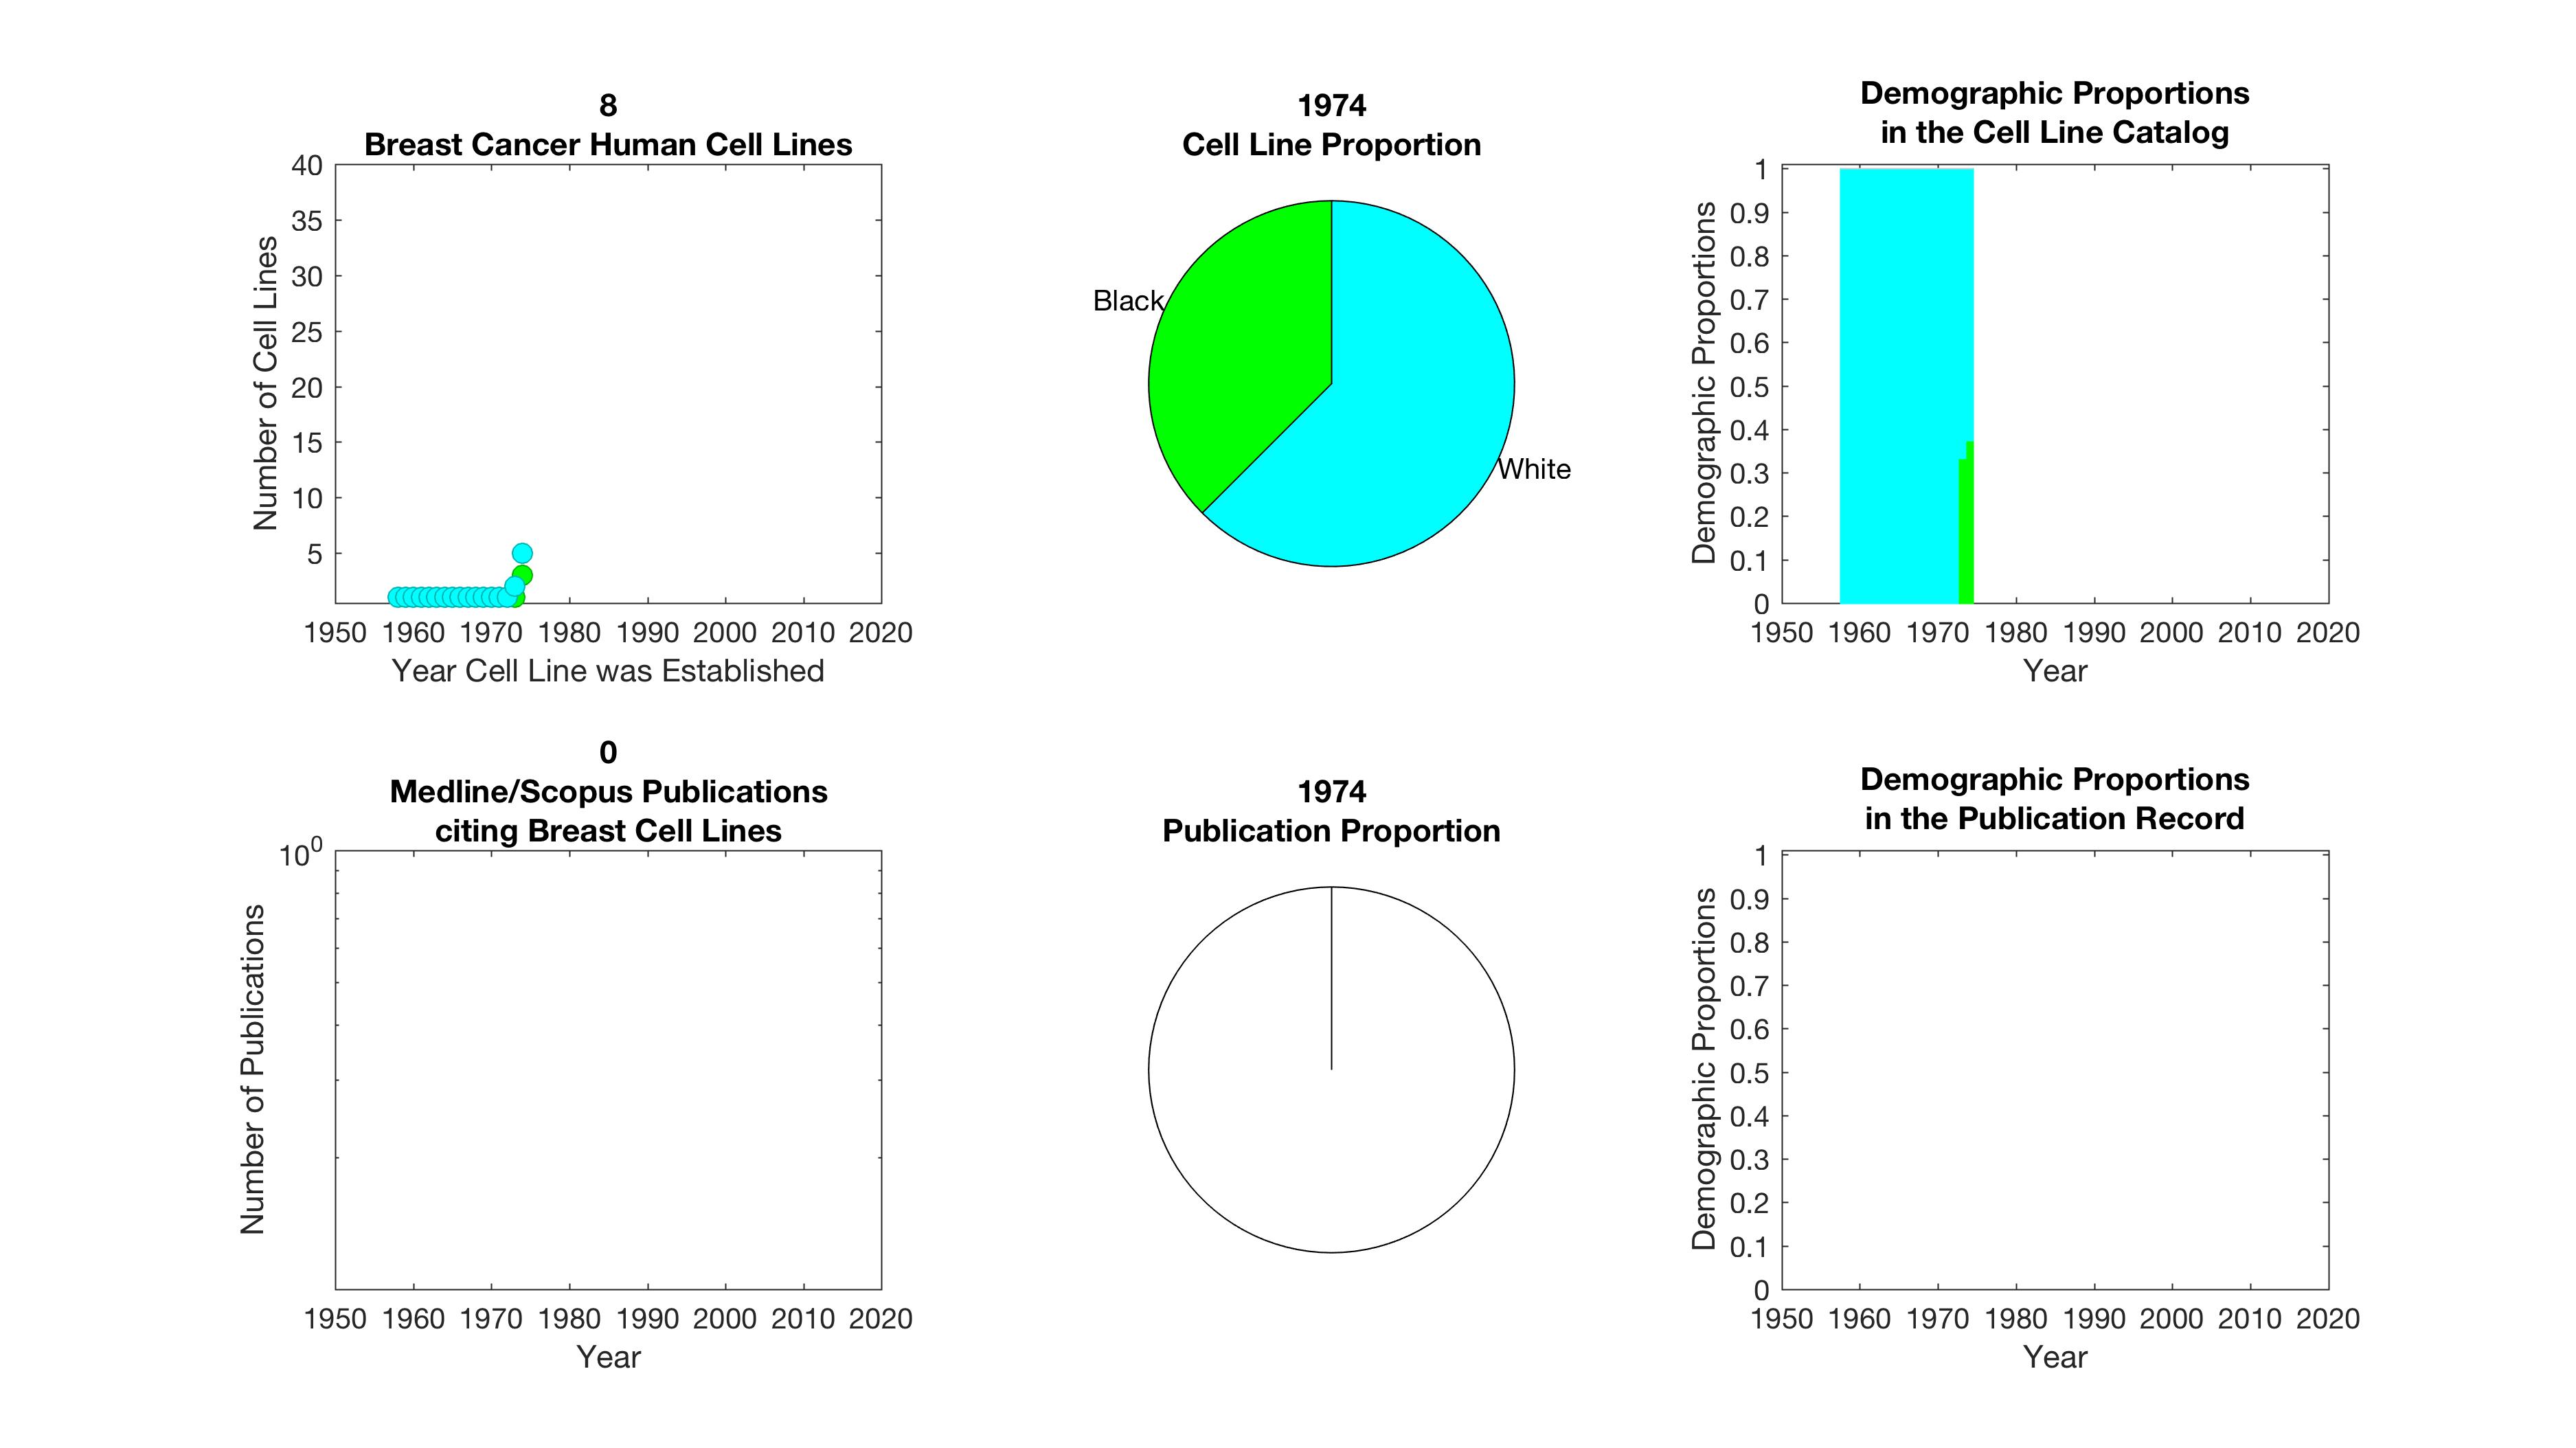 8
Breast Cancer Human Cell Lines
40
35
30
25
20
15
10
5
Number of Cell Lines
1950 1960 1970 1980 1990 2000 2010 2020
Year Cell Line was Established
1974
Cell Line Proportion
Black
White
Demographic Proportions
in the Cell Line Catalog
1
0.9
0.8
0.7
0.6
0.5
0.4
0.3
0.2
0.1
0
Demographic Proportions
1950 1960 1970 1980 1990 2000 2010 2020
Year
0
Medline/Scopus Publications
citing Breast Cell Lines
10⁰
Number of Publications
1950 1960 1970 1980 1990 2000 2010 2020
Year
1974
Publication Proportion
Demographic Proportions
in the Publication Record
1
0.9
0.8
0.7
0.6
0.5
0.4
0.3
0.2
0.1
0
Demographic Proportions
1950 1960 1970 1980 1990 2000 2010 2020
Year